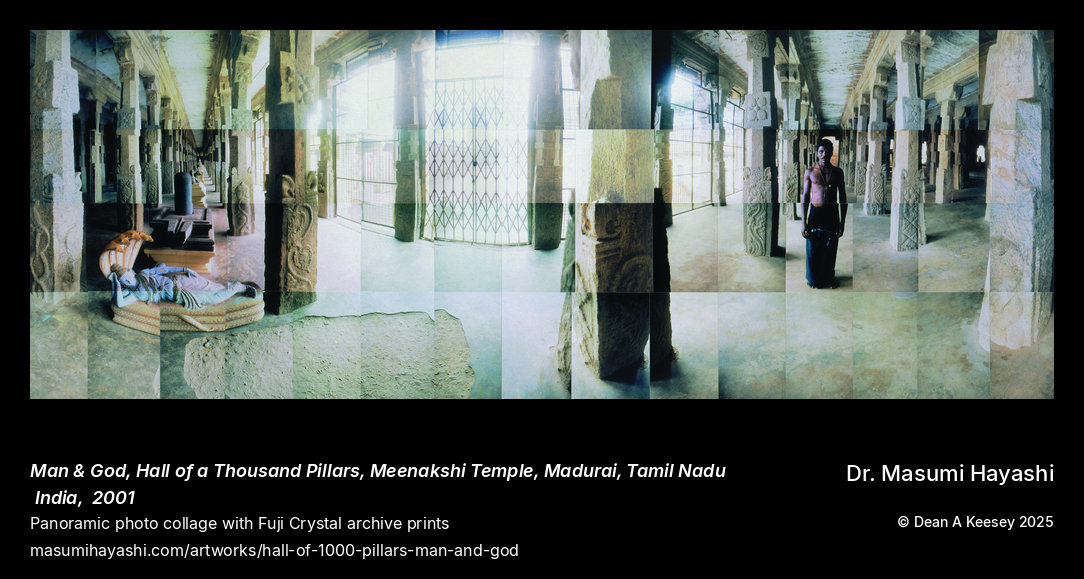 Man & God, Hall of a Thousand Pillars, Meenakshi Temple, Madurai, Tamil Nadu
India, 2001
Panoramic photo collage with Fuji Crystal archive prints
masumihayashi.com/artworks/hall-of-1000-pillars-man-and-god
Dr. Masumi Hayashi
© Dean A Keesey 2025